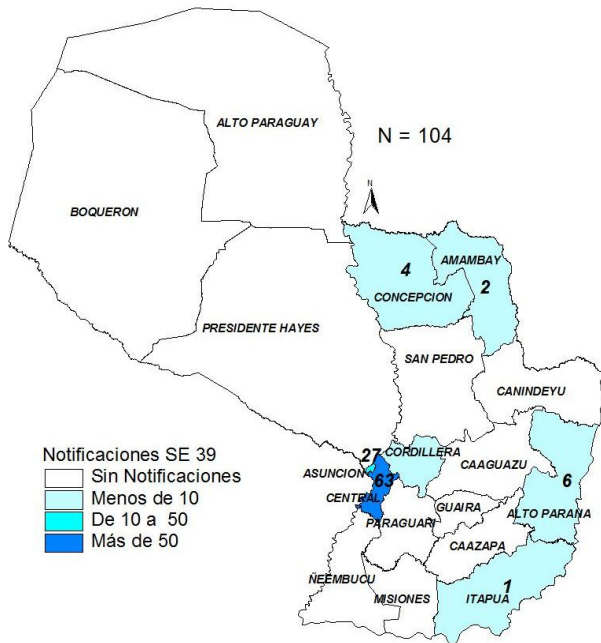 ALTO PARAGUAY
N = 104
N
BOQUERON
AMAMBAY
4
CONCEPCION
2
PRESIDENTE HAYES
SAN PEDRO
CANINDEYU
Notificaciones SE 39
Sin Notificaciones
Menos de 10
De 10 a 50
Más de 50
27
CORDILLERA
ASUNCION
63
CENTRAL
CAAGUAZU
6
GUAIRA
ALTO PARANA
PARAGUARI
CAAZAPA
ÑEEMBUCU
MISIONES
1
ITAPUA